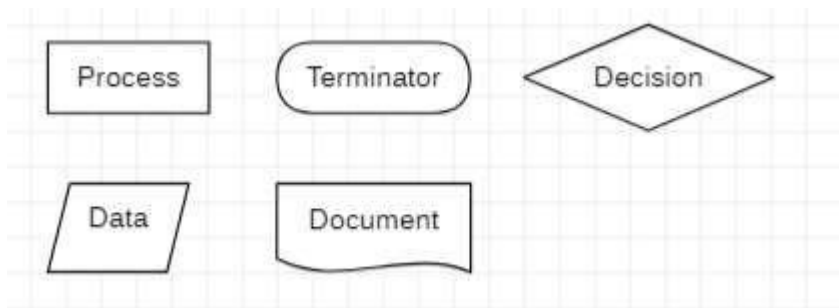 Process
Terminator
Decision
Data
Document